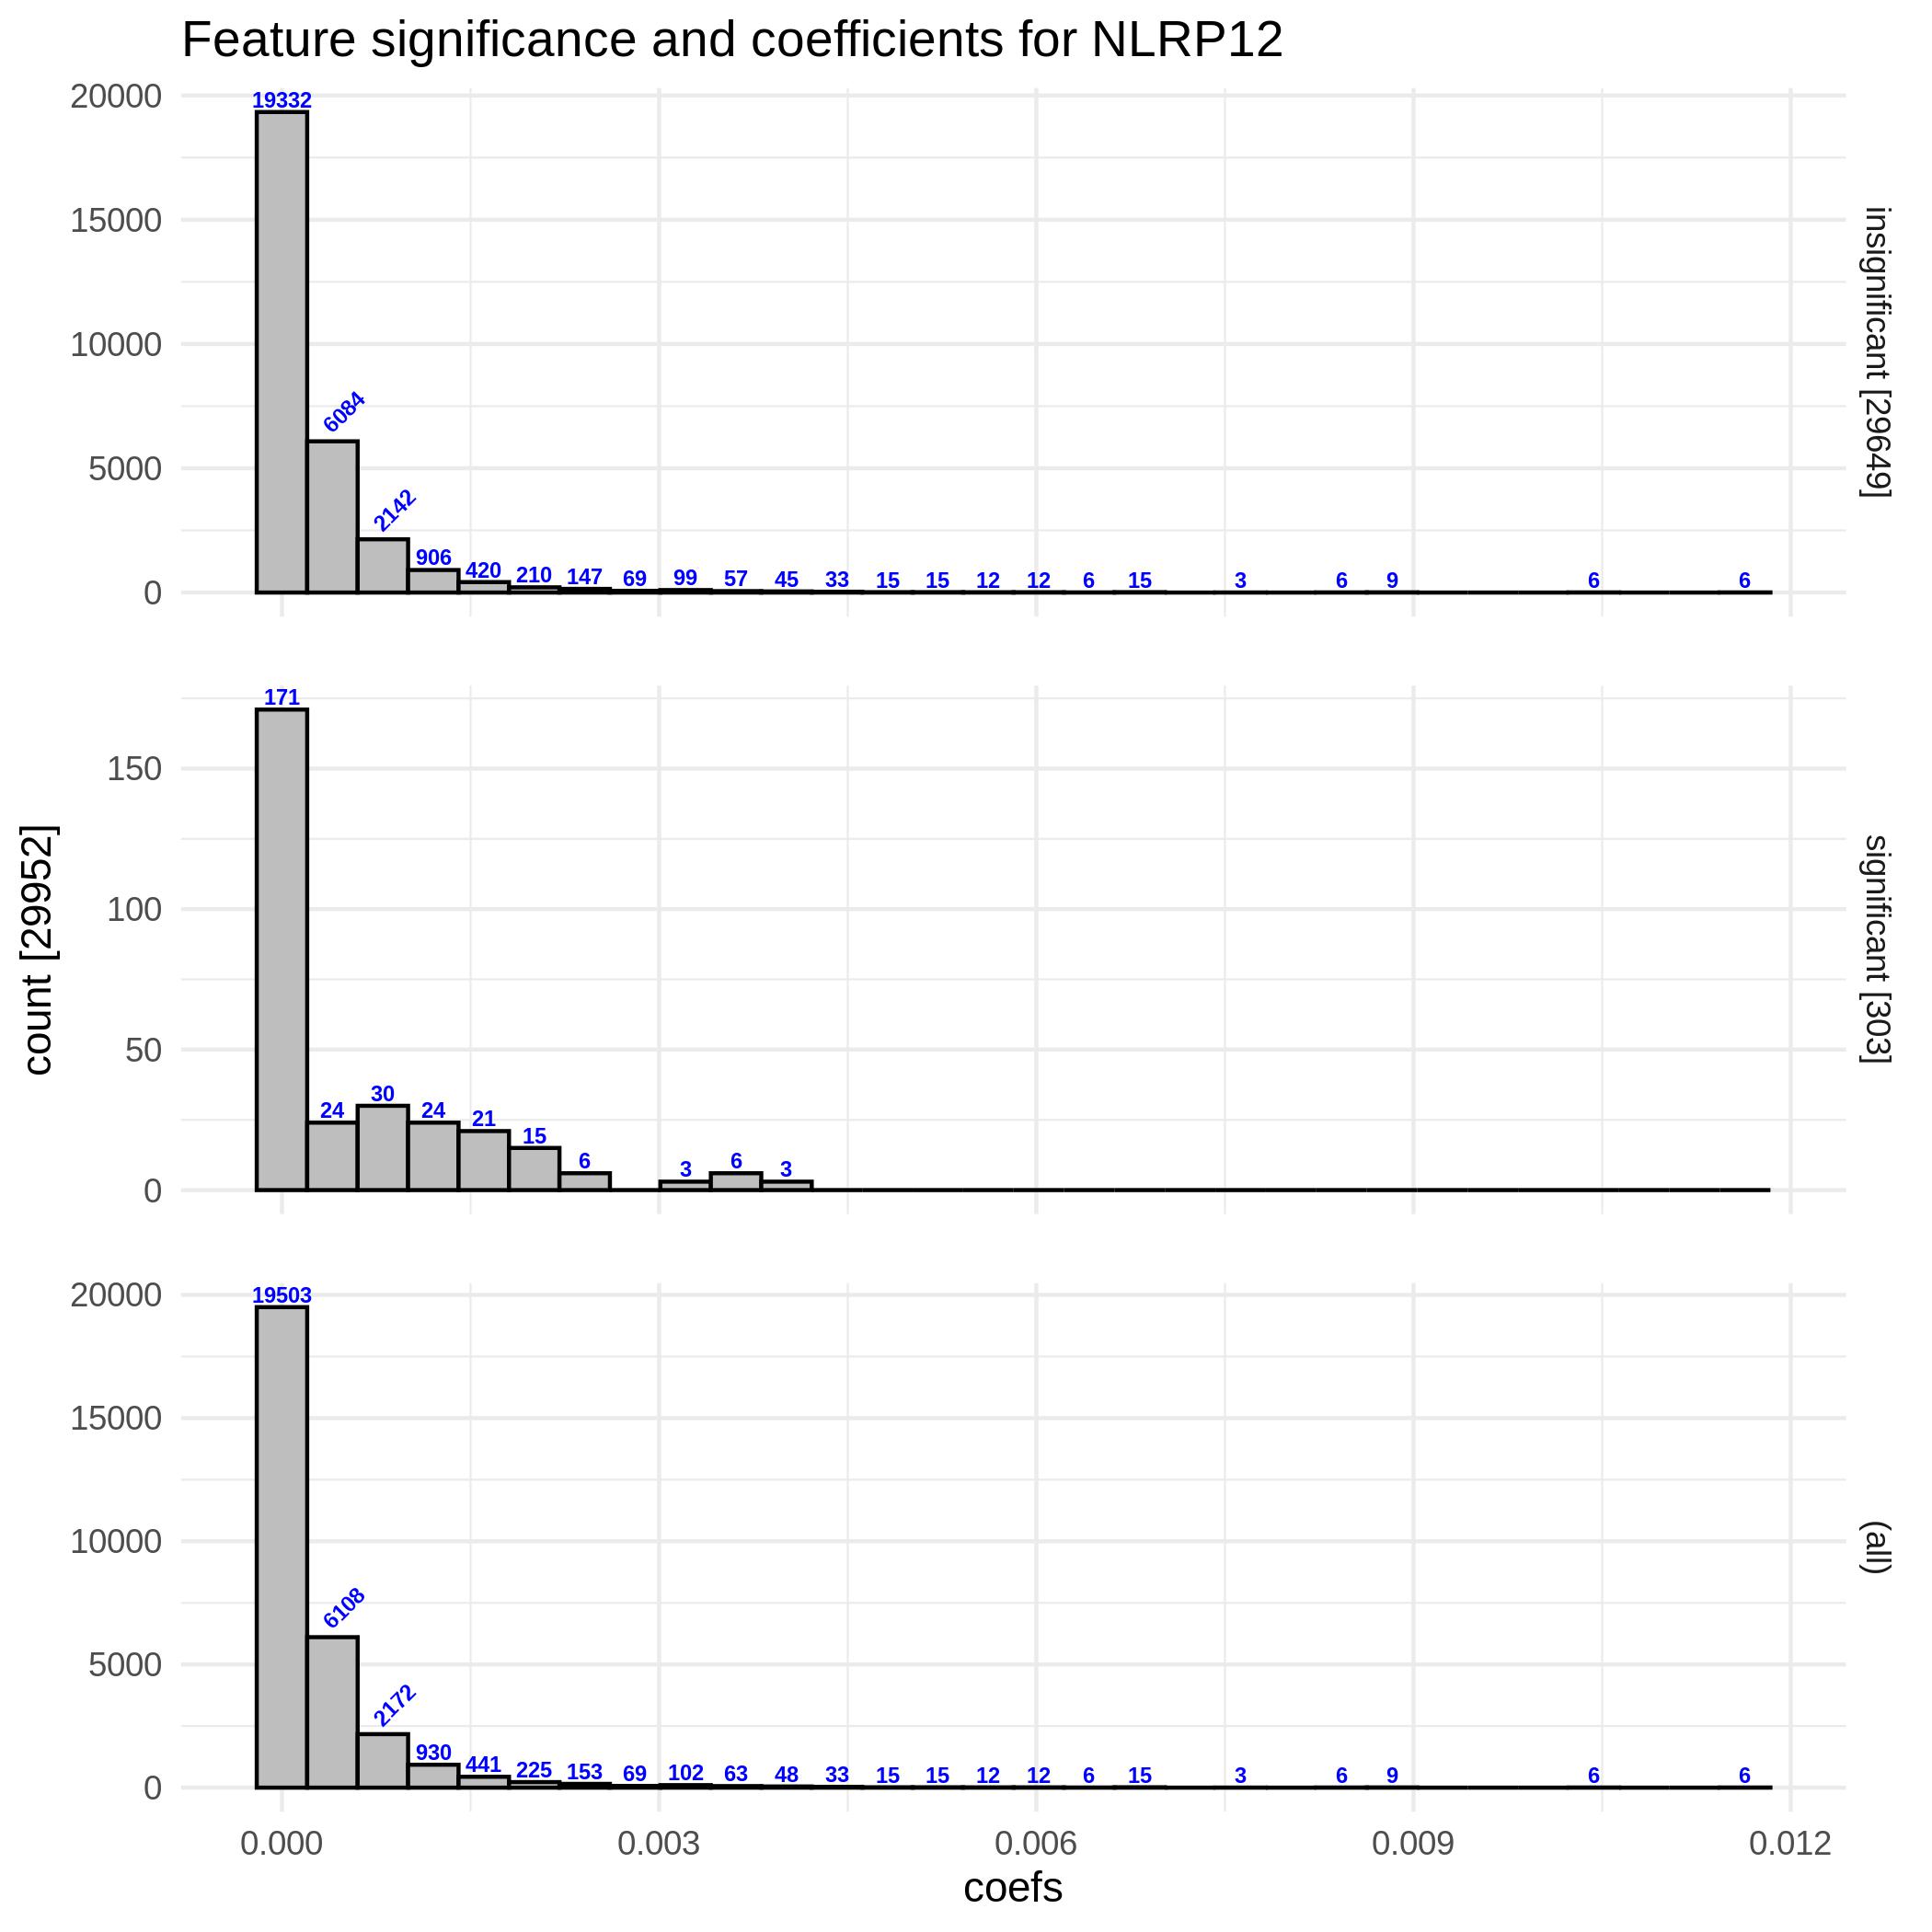 Feature significance and coefficients for NLRP12
20000
15000
10000
5000
0
19332
6084
2142
906 420 210 147 69 99 57 45 33 15 15 12 12 6 15 3 6 9 6 6
insignificant [29649]
count [29952]
150
100
50
0
171
24 30 24 21 15 6 3 6 3
significant [303]
20000
15000
10000
5000
0
19503
6108
2172
930 441 225 153 69 102 63 48 33 15 15 12 12 6 15 3 6 9 6 6
(all)
0.000 0.003 0.006 0.009 0.012
coefs